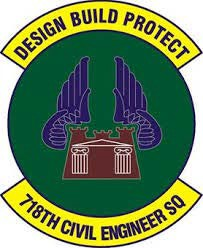 DESIGN BUILD PROTECT
718TH CIVIL ENGINEER SQ